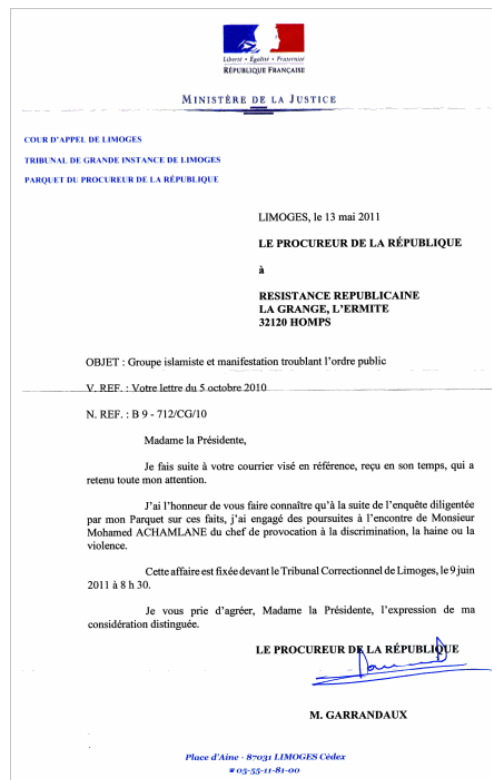 Liberté • Égalité • Fraternité
RÉPUBLIQUE FRANÇAISE
MINISTÈRE DE LA JUSTICE
COUR D'APPEL DE LIMOGES
TRIBUNAL DE GRANDE INSTANCE DE LIMOGES
PARQUET DU PROCUREUR DE LA RÉPUBLIQUE
LIMOGES, le 13 mai 2011
LE PROCUREUR DE LA RÉPUBLIQUE
à
RESISTANCE REPUBLICAINE
LA GRANGE, L'ERMITE
32120 HOMPS
OBJET : Groupe islamiste et manifestation troublant l'ordre public
V. REF. : Votre lettre du 5 octobre 2010
N. REF. : B 9 - 712/CG/10
Madame la Présidente,
Je fais suite à votre courrier visé en référence, reçu en son temps, qui a
retenu toute mon attention.
J'ai l'honneur de vous faire connaître qu'à la suite de l'enquête diligentée
par mon Parquet sur ces faits, j'ai engagé des poursuites à l'encontre de Monsieur
Mohamed ACHAMLANE du chef de provocation à la discrimination, la haine ou la
violence.
Cette affaire est fixée devant le Tribunal Correctionnel de Limoges, le 9 juin
2011 à 8 h 30.
Je vous prie d'agréer, Madame la Présidente, l'expression de ma
considération distinguée.
LE PROCUREUR DE LA RÉPUBLIQUE
M. GARRANDAUX
Place d'Aine - 87031 LIMOGES Cédex
☎ 05-55-11-81-00